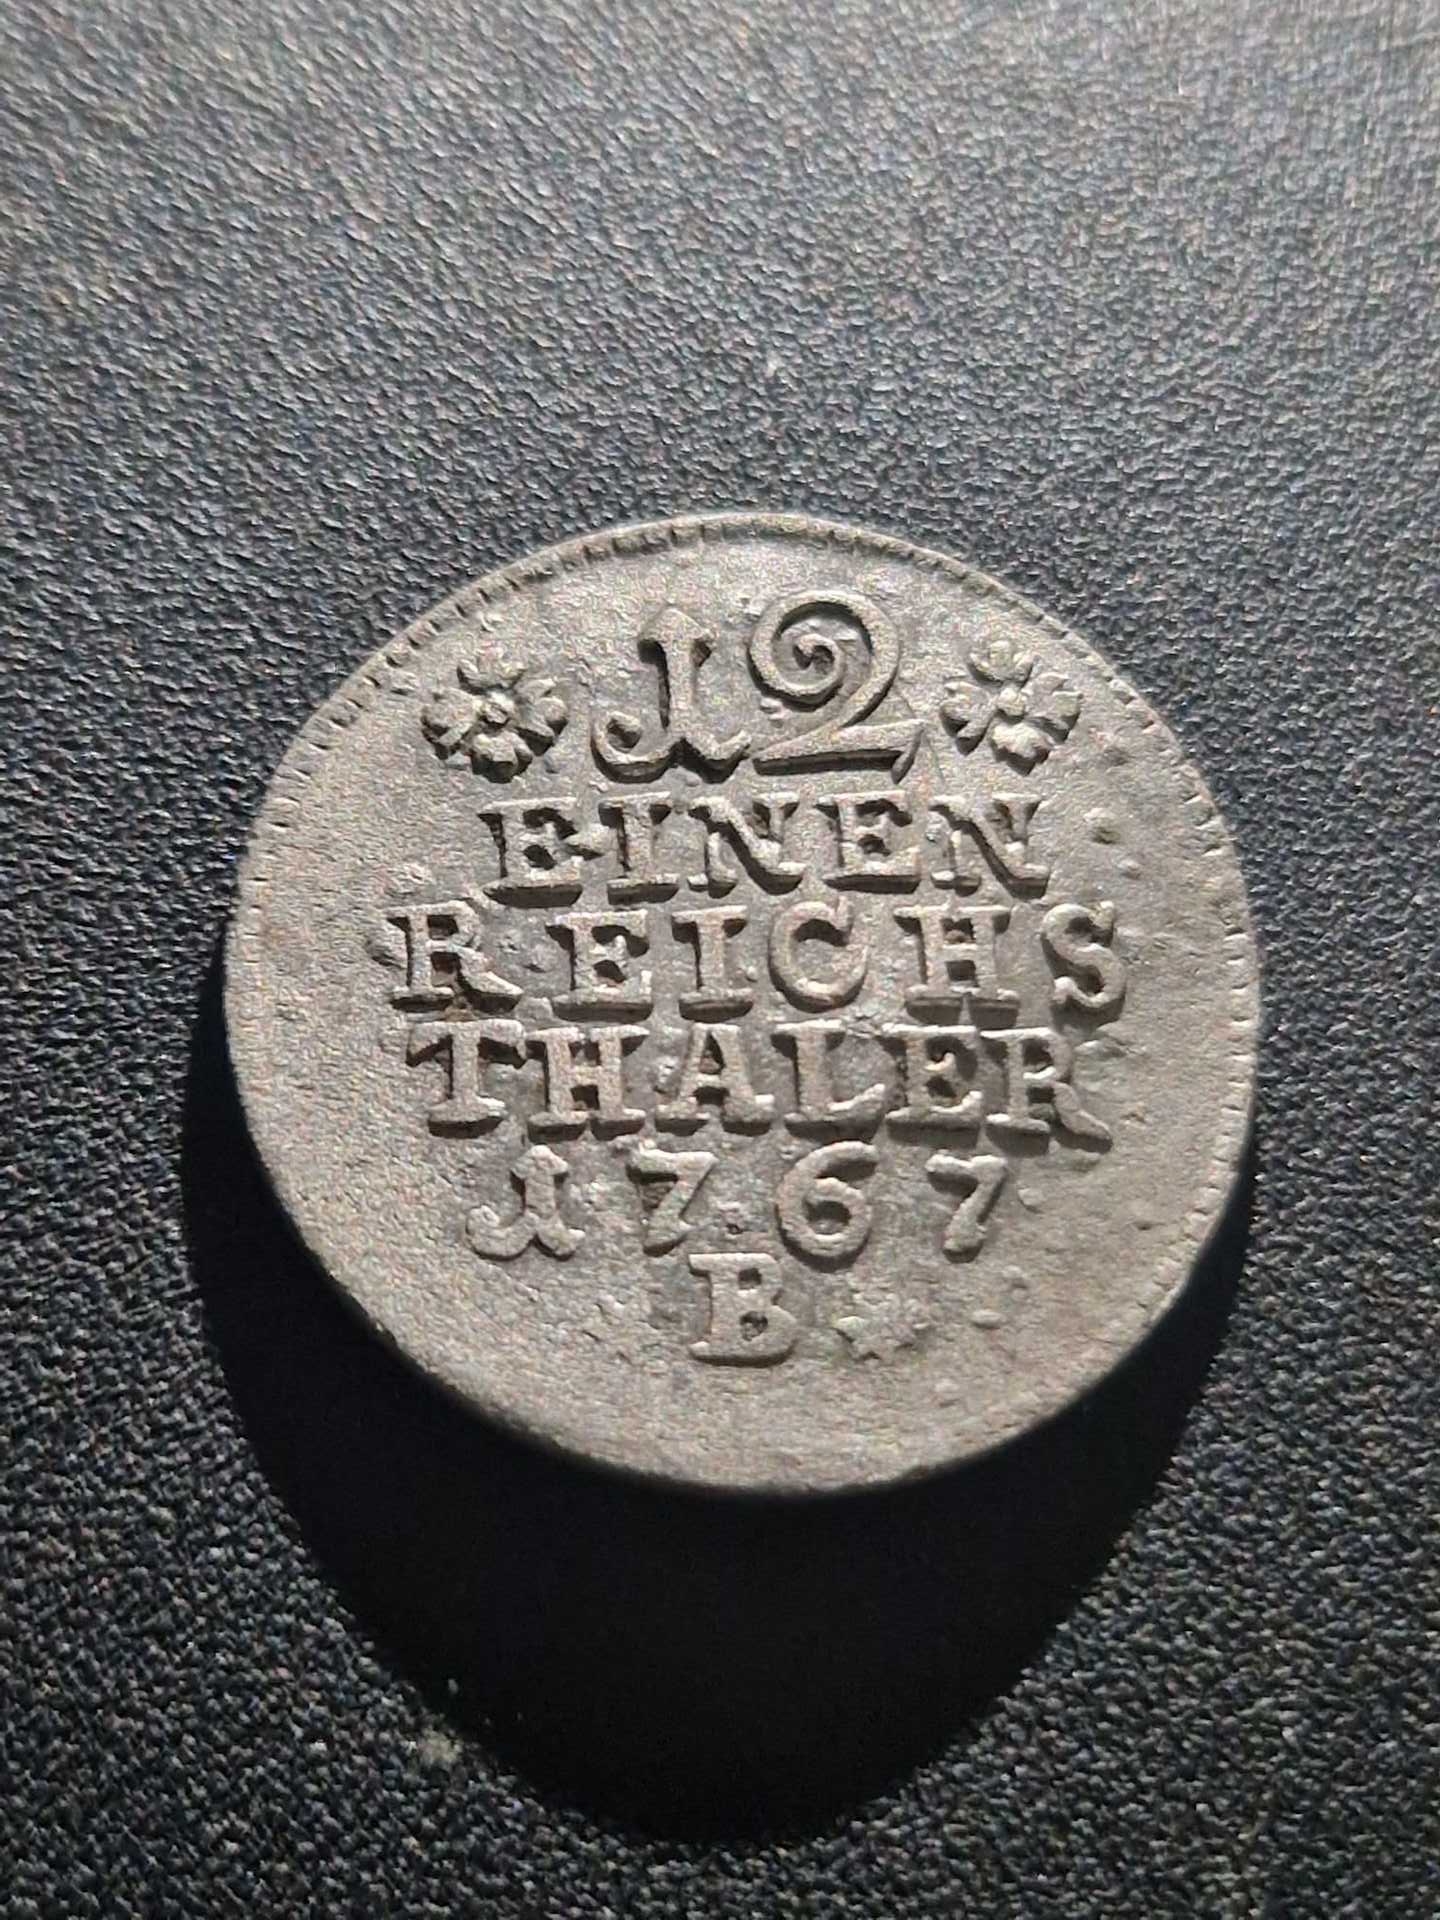 12
EINEN
REICHS
THALER
1767
B